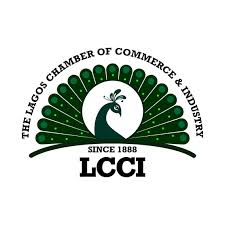 THE LAGOS CHAMBER OF COMMERCE & INDUSTRY
SINCE 1888
LCCI